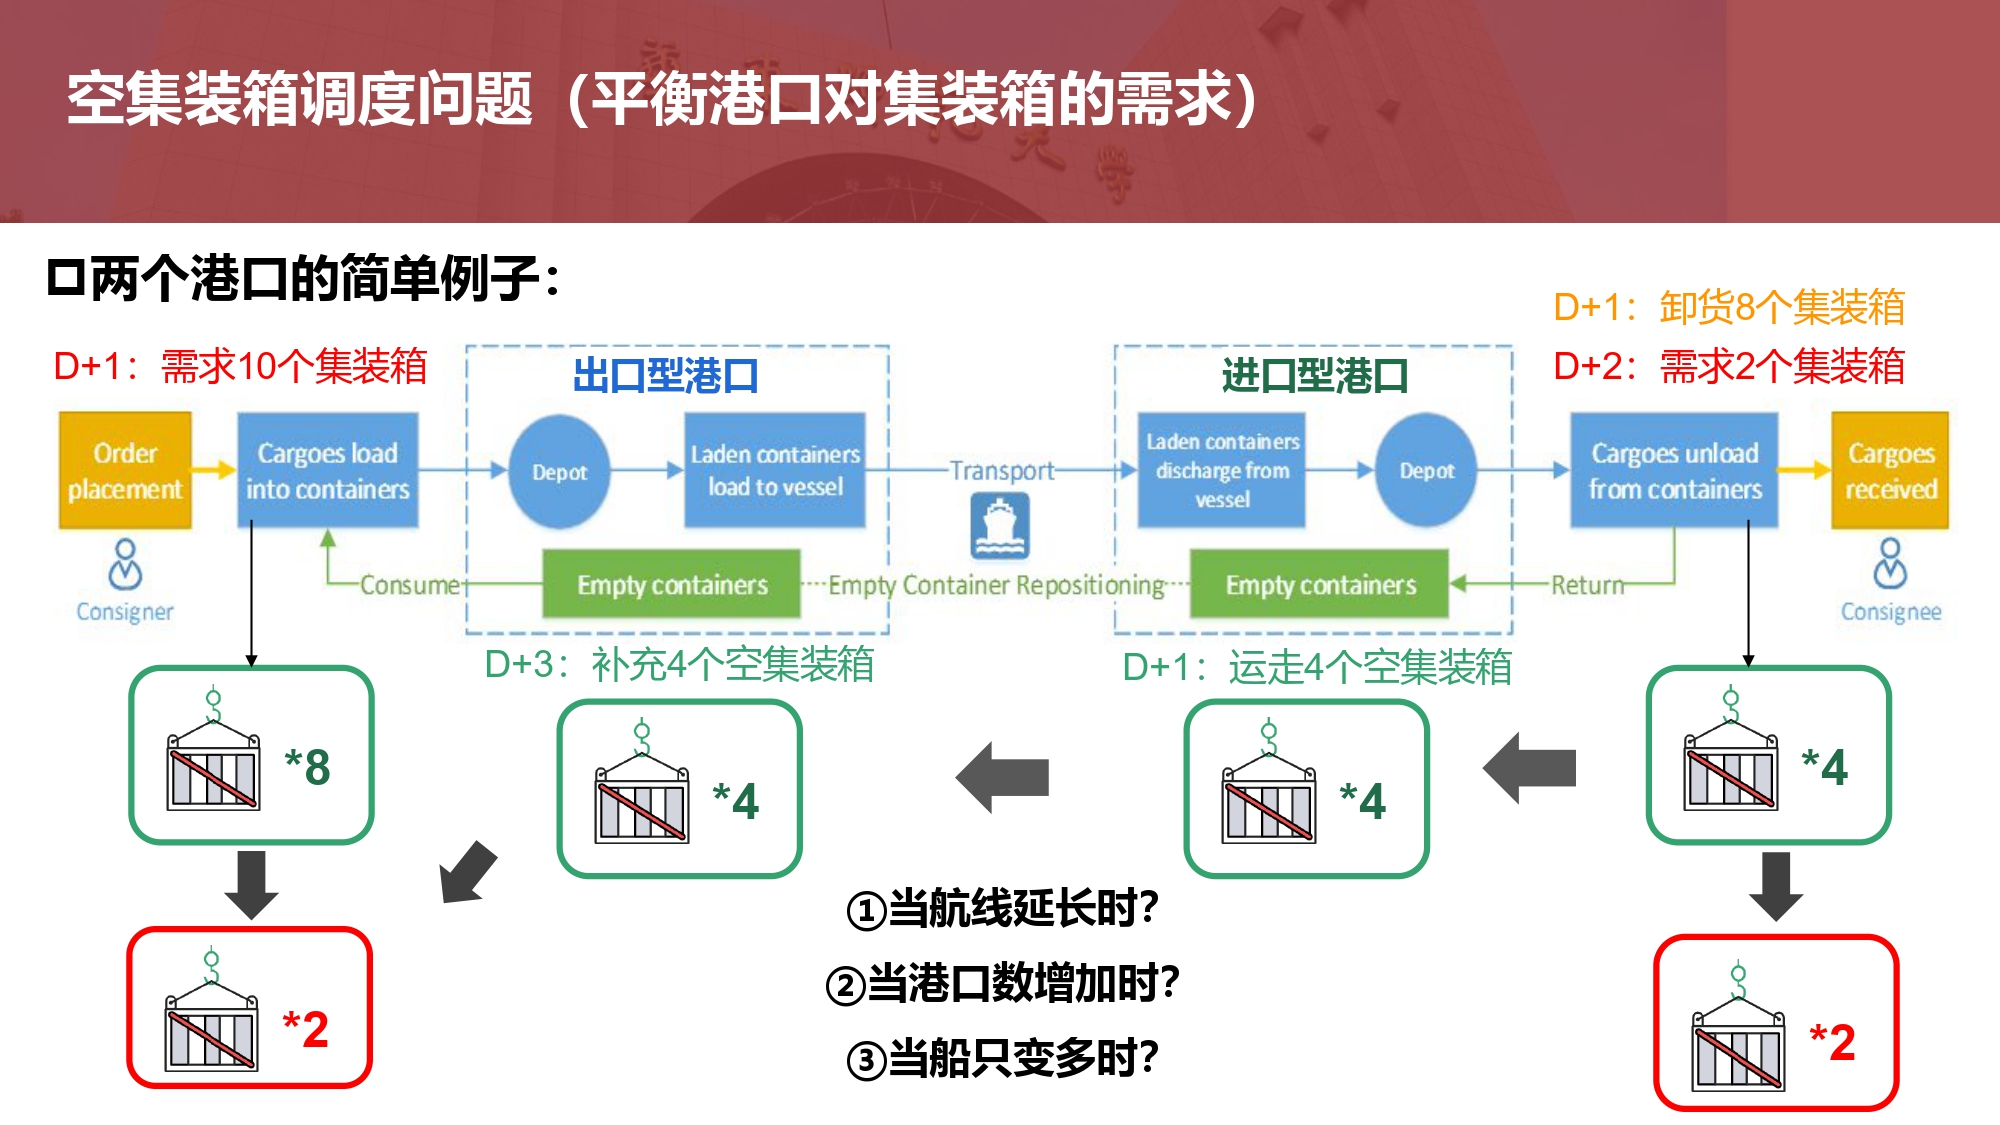 空集装箱调度问题（平衡港口对集装箱的需求）
大学
两个港口的简单例子：
D+1：卸货8个集装箱
D+1：需求10个集装箱
D+2：需求2个集装箱
出口型港口
进口型港口
Order placement
Cargoes load into containers
Depot
Laden containers load to vessel
Transport
Laden containers discharge from vessel
Depot
Cargoes unload from containers
Cargoes received
Consigner
Consume
Empty containers
Empty Container Repositioning
Empty containers
Return
Consignee
D+3：补充4个空集装箱
D+1：运走4个空集装箱
*8
*4
*4
*4
①当航线延长时？
②当港口数增加时？
③当船只变多时？
*2
*2